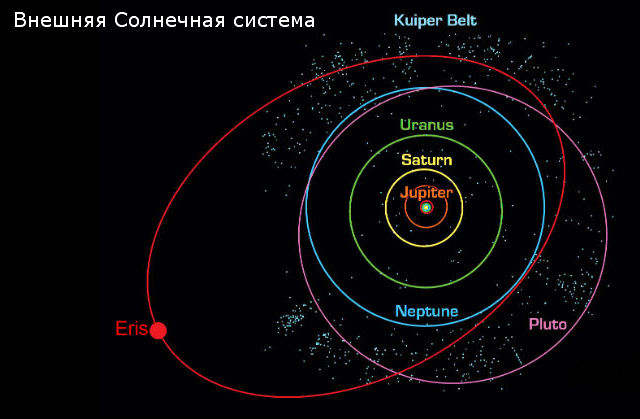 Внешняя Солнечная система
Kuiper Belt
Uranus
Saturn
Jupiter
Neptune
Eris
Pluto